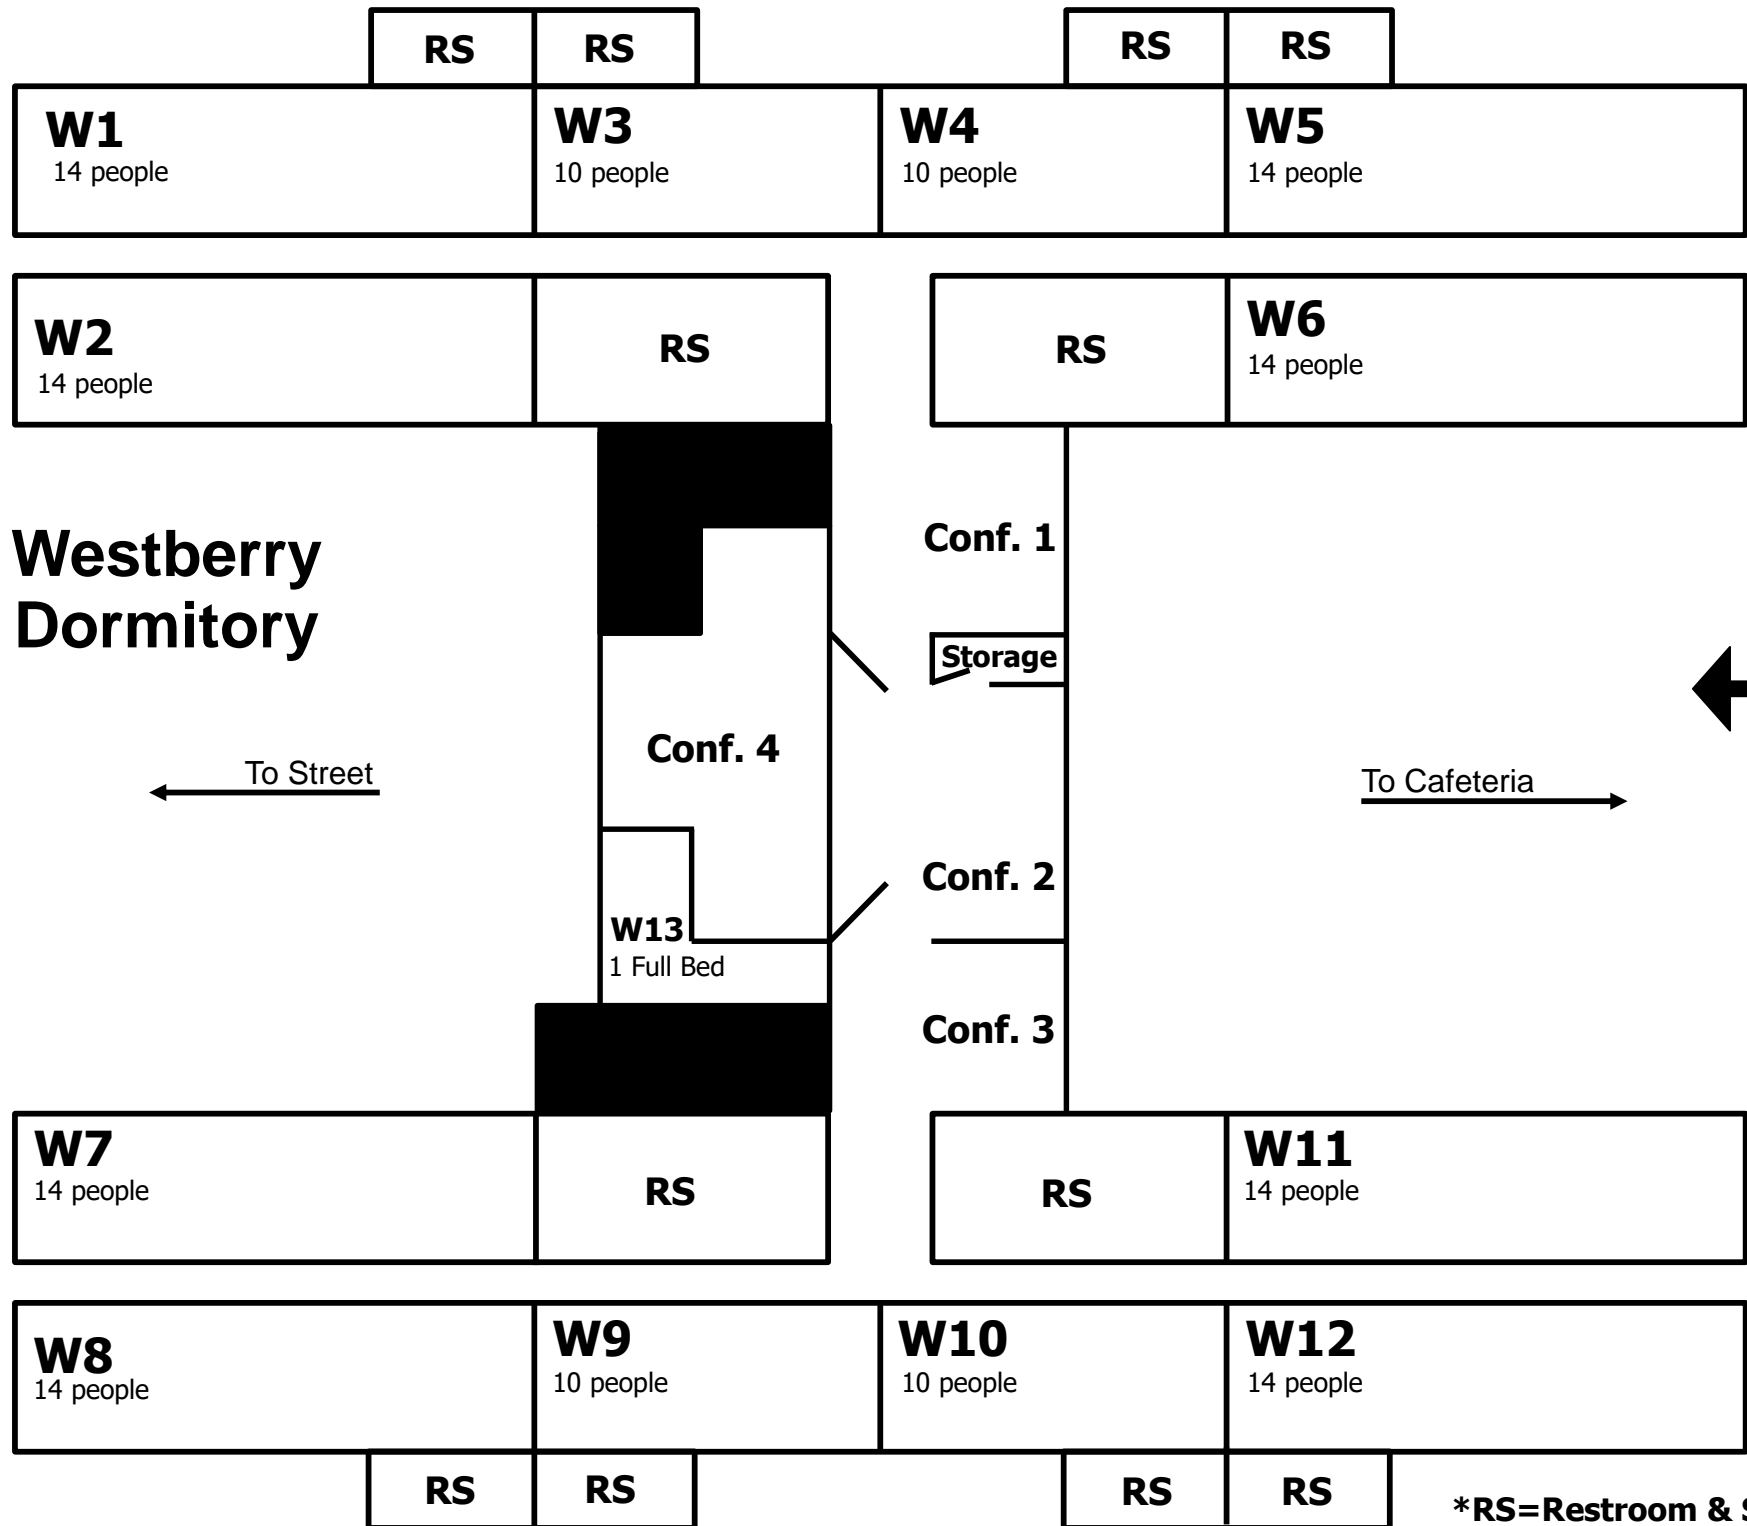 RS
RS
RS
RS
W1
14 people
W3
10 people
W4
10 people
W5
14 people
W2
14 people
RS
RS
W6
14 people
Westberry
Dormitory
Conf. 1
Storage
Conf. 4
To Street
To Cafeteria
Conf. 2
W13
1 Full Bed
Conf. 3
W7
14 people
RS
RS
W11
14 people
W8
14 people
W9
10 people
W10
10 people
W12
14 people
RS
RS
RS
RS
*RS=Restroom &